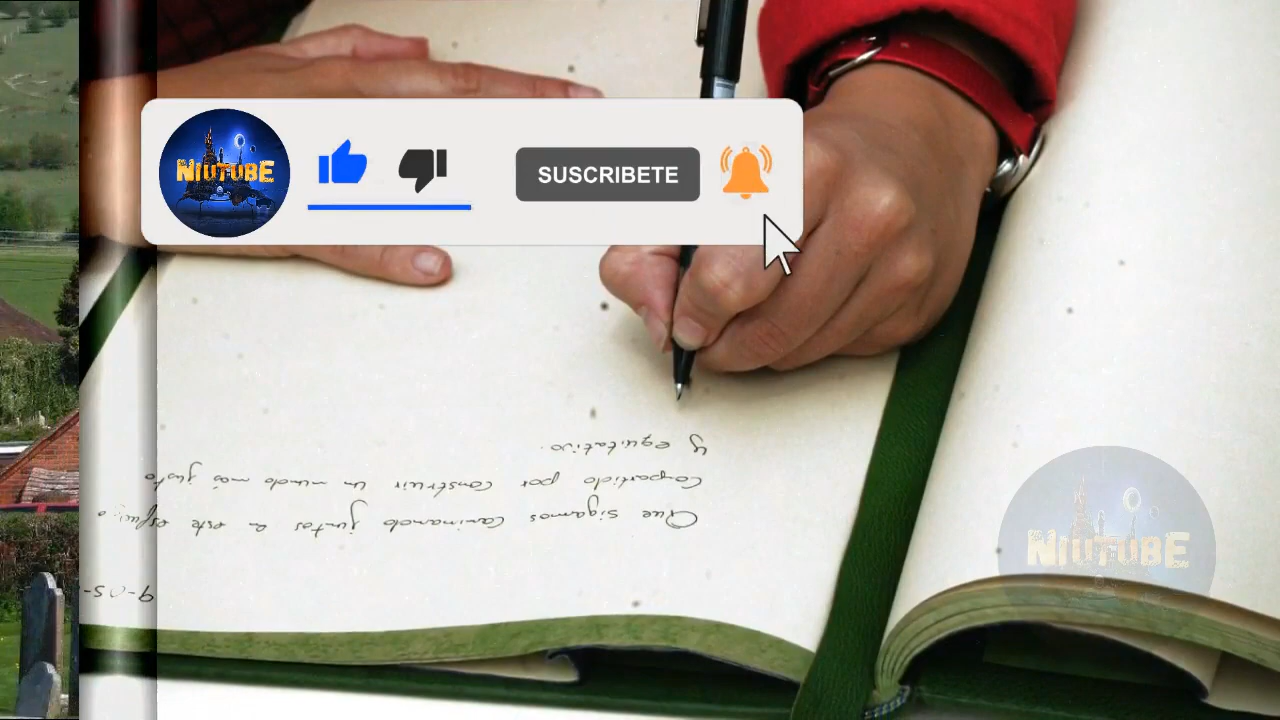 NIUTUBE
SUSCRIBETE
9-05-
Que sigamos caminando juntos a este esfuerzo
compartido por construir un mundo más justo
y equitativo.
NIUTUBE